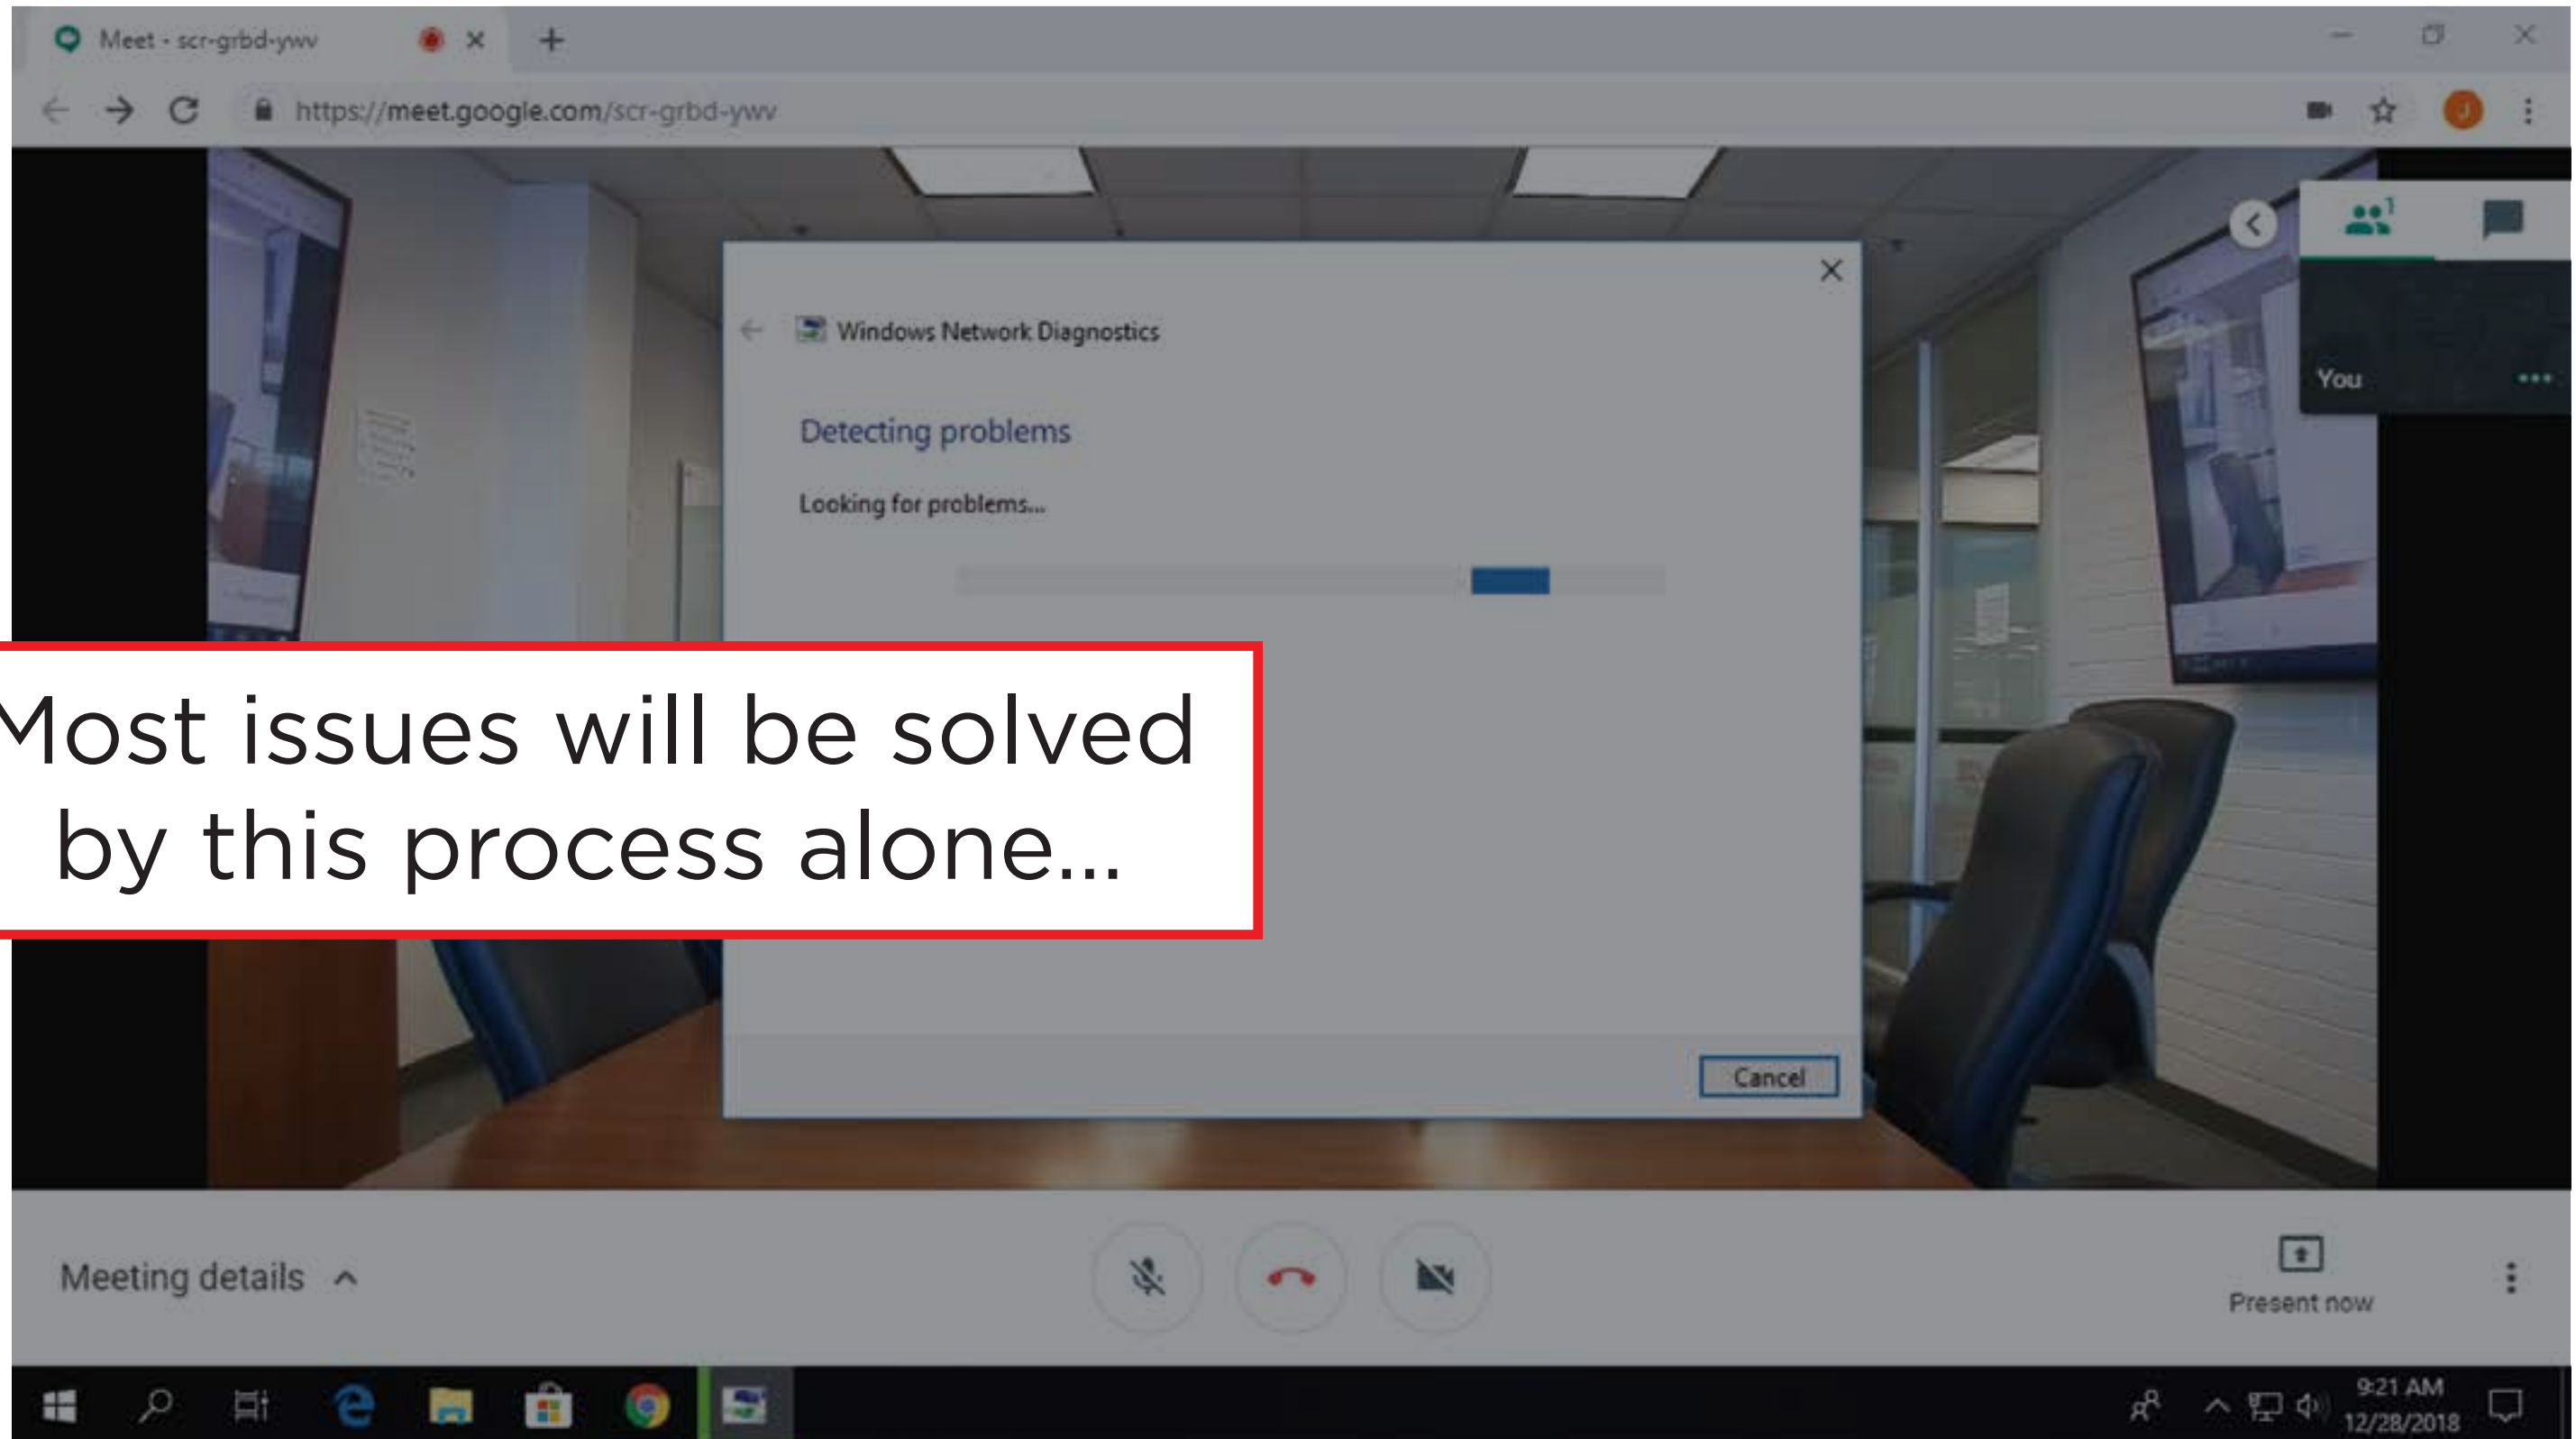 Meet - scr-grbd-ywv
https://meet.google.com/scr-grbd-ywv
J
1
Windows Network Diagnostics
Detecting problems
Looking for problems...
You
Most issues will be solved
by this process alone...
Cancel
Meeting details
Present now
9:21 AM
12/28/2018